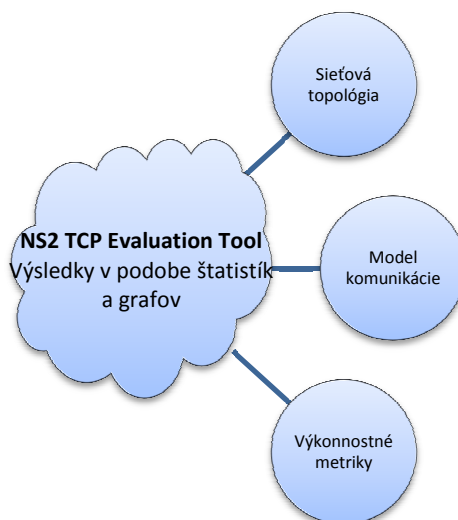 Sieťová
topológia
NS2 TCP Evaluation Tool
Výsledky v podobe štatistík
a grafov
Model
komunikácie
Výkonnostné
metriky